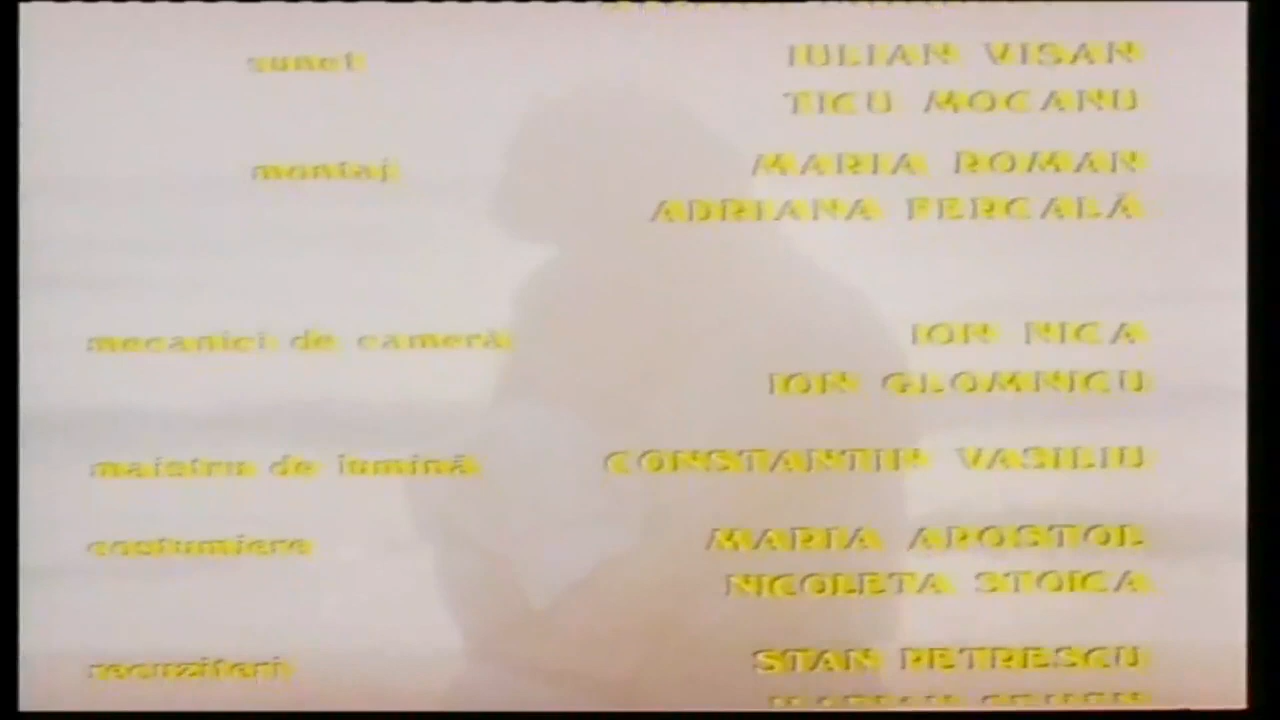 sunet IULIAN VISAN
TICU MOCANU
montaj MARIA ROMAN
ADRIANA FERCALĂ
mecanici de cameră ION NICA
ION GLOMNICU
maistru de lumină CONSTANTIN VASILIU
costumiere MARIA APOSTOL
NICOLETA STOICA
recuziteri STAN PETRESCU